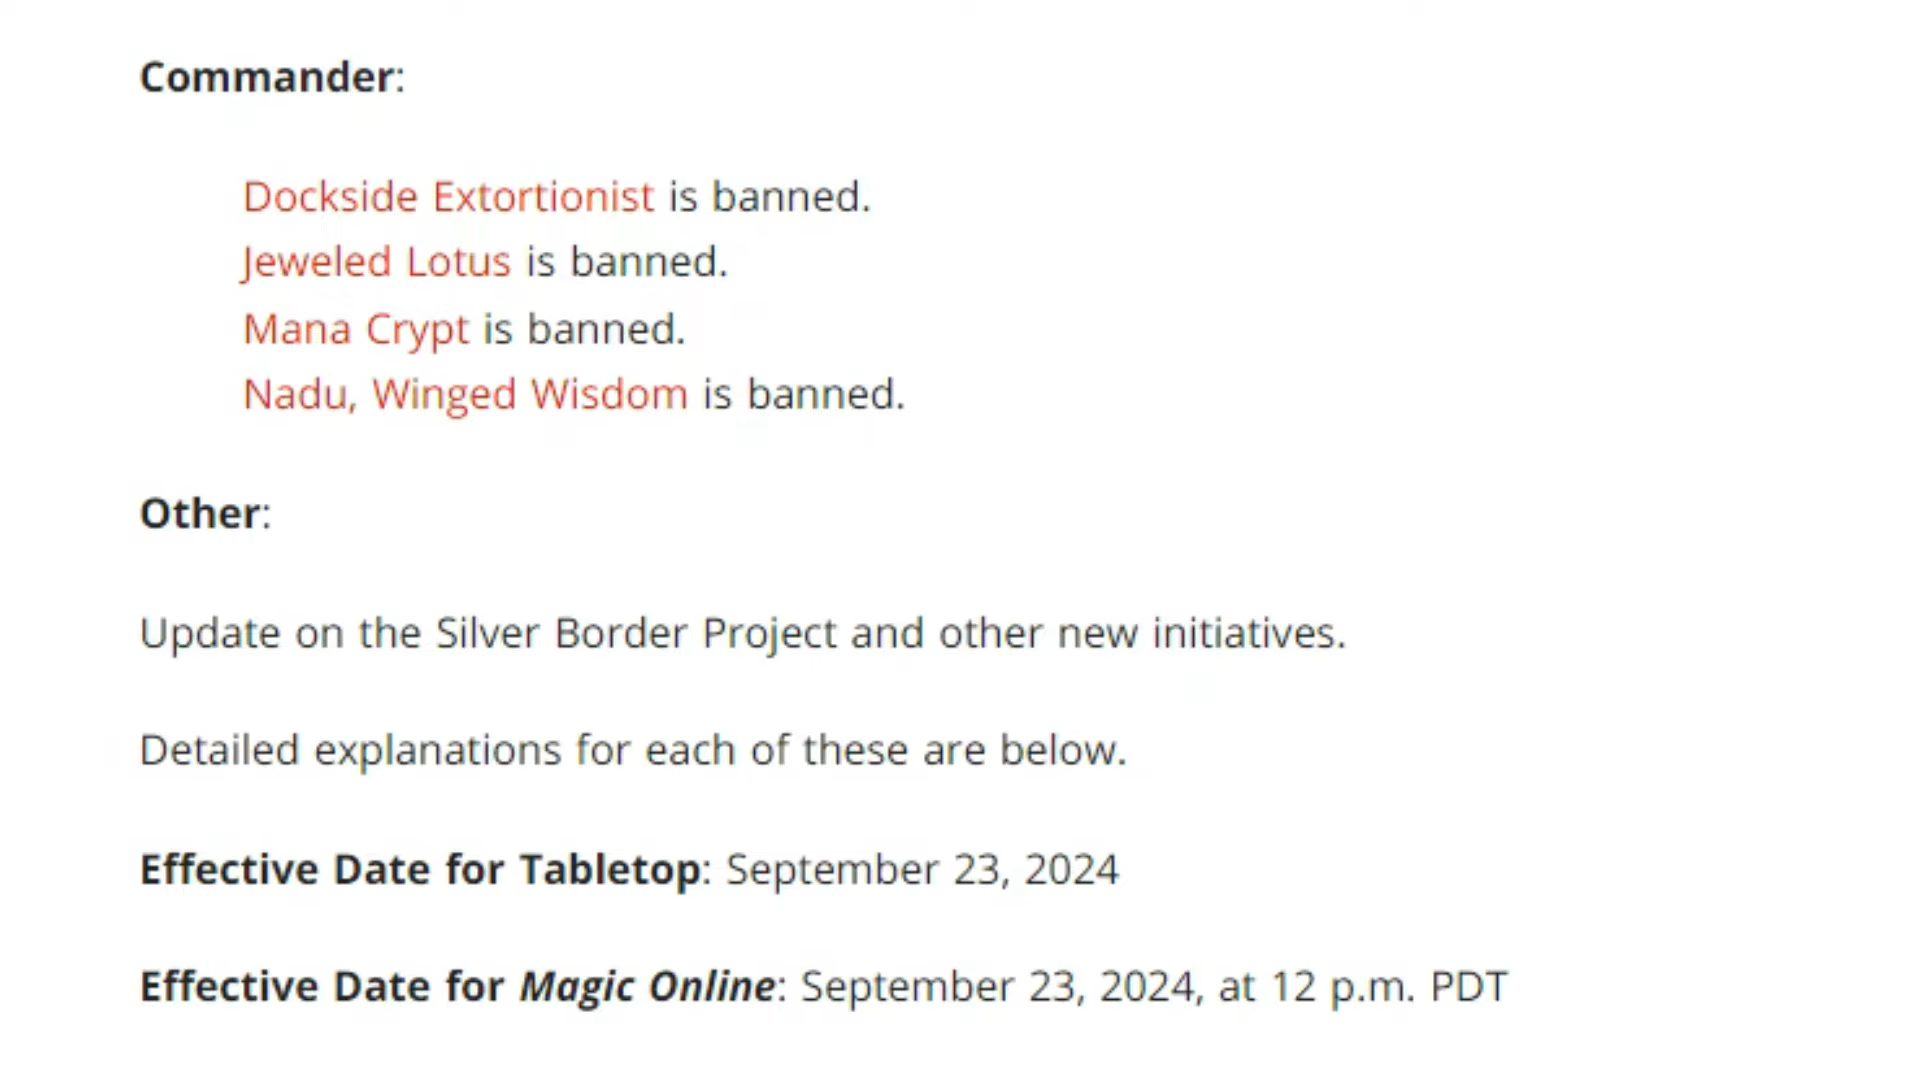 Commander:
Dockside Extortionist is banned.
Jeweled Lotus is banned.
Mana Crypt is banned.
Nadu, Winged Wisdom is banned.
Other:
Update on the Silver Border Project and other new initiatives.
Detailed explanations for each of these are below.
Effective Date for Tabletop: September 23, 2024
Effective Date for Magic Online: September 23, 2024, at 12 p.m. PDT